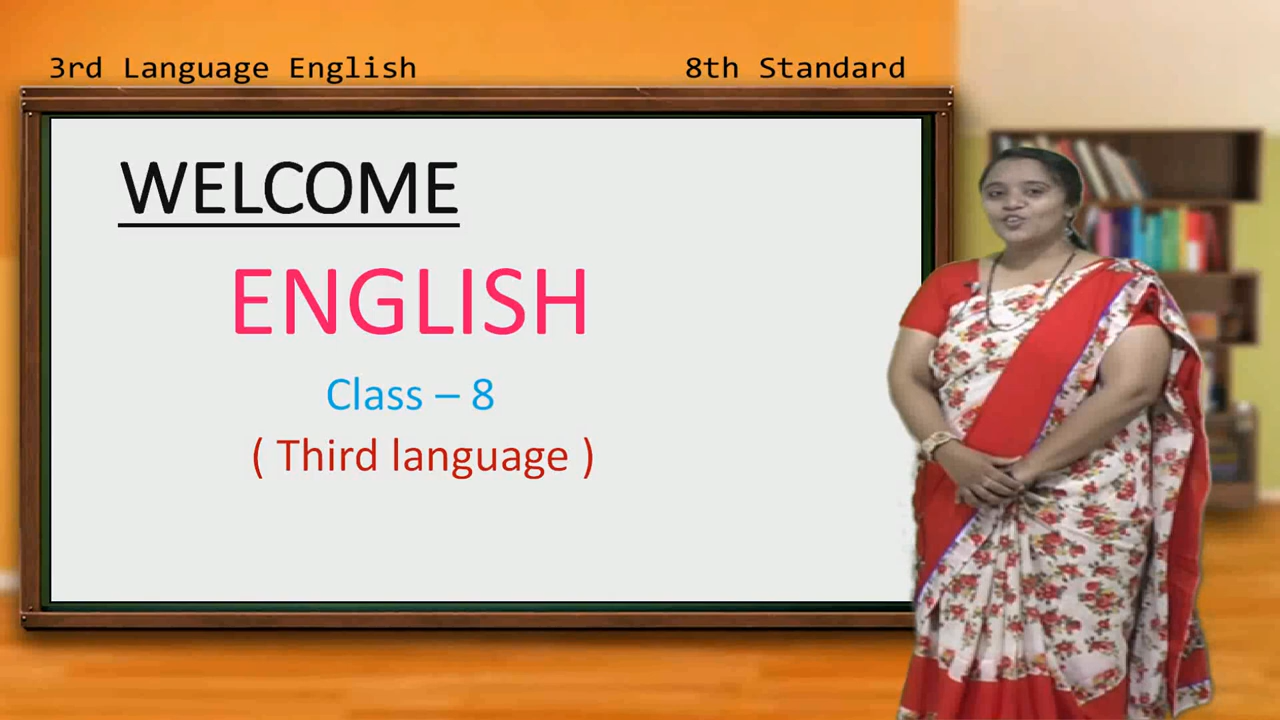 3rd Language English 8th Standard
WELCOME
ENGLISH
Class – 8
( Third language )